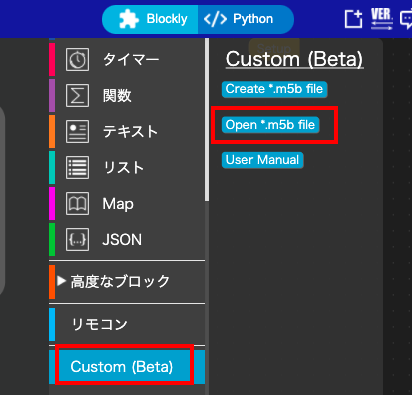 Blockly
Python
VER.
タイマー
関数
テキスト
リスト
Map
JSON
高度なブロック
リモコン
Custom (Beta)
Custom (Beta)
Create *.m5b file
Open *.m5b file
User Manual